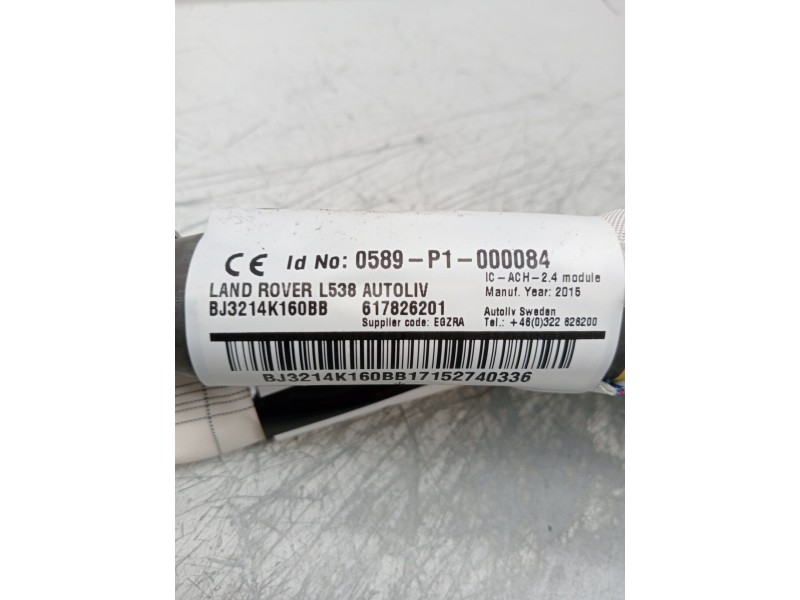 CE Id No: 0589-P1-000084
IC-ACH-2.4 module
LAND ROVER L538 AUTOLIV Manuf. Year: 2015
BJ3214K160BB 617826201 Autoliv Sweden
Supplier code: EGZRA Tel.: +46(0)322 626200
BJ3214K160BB17152740336